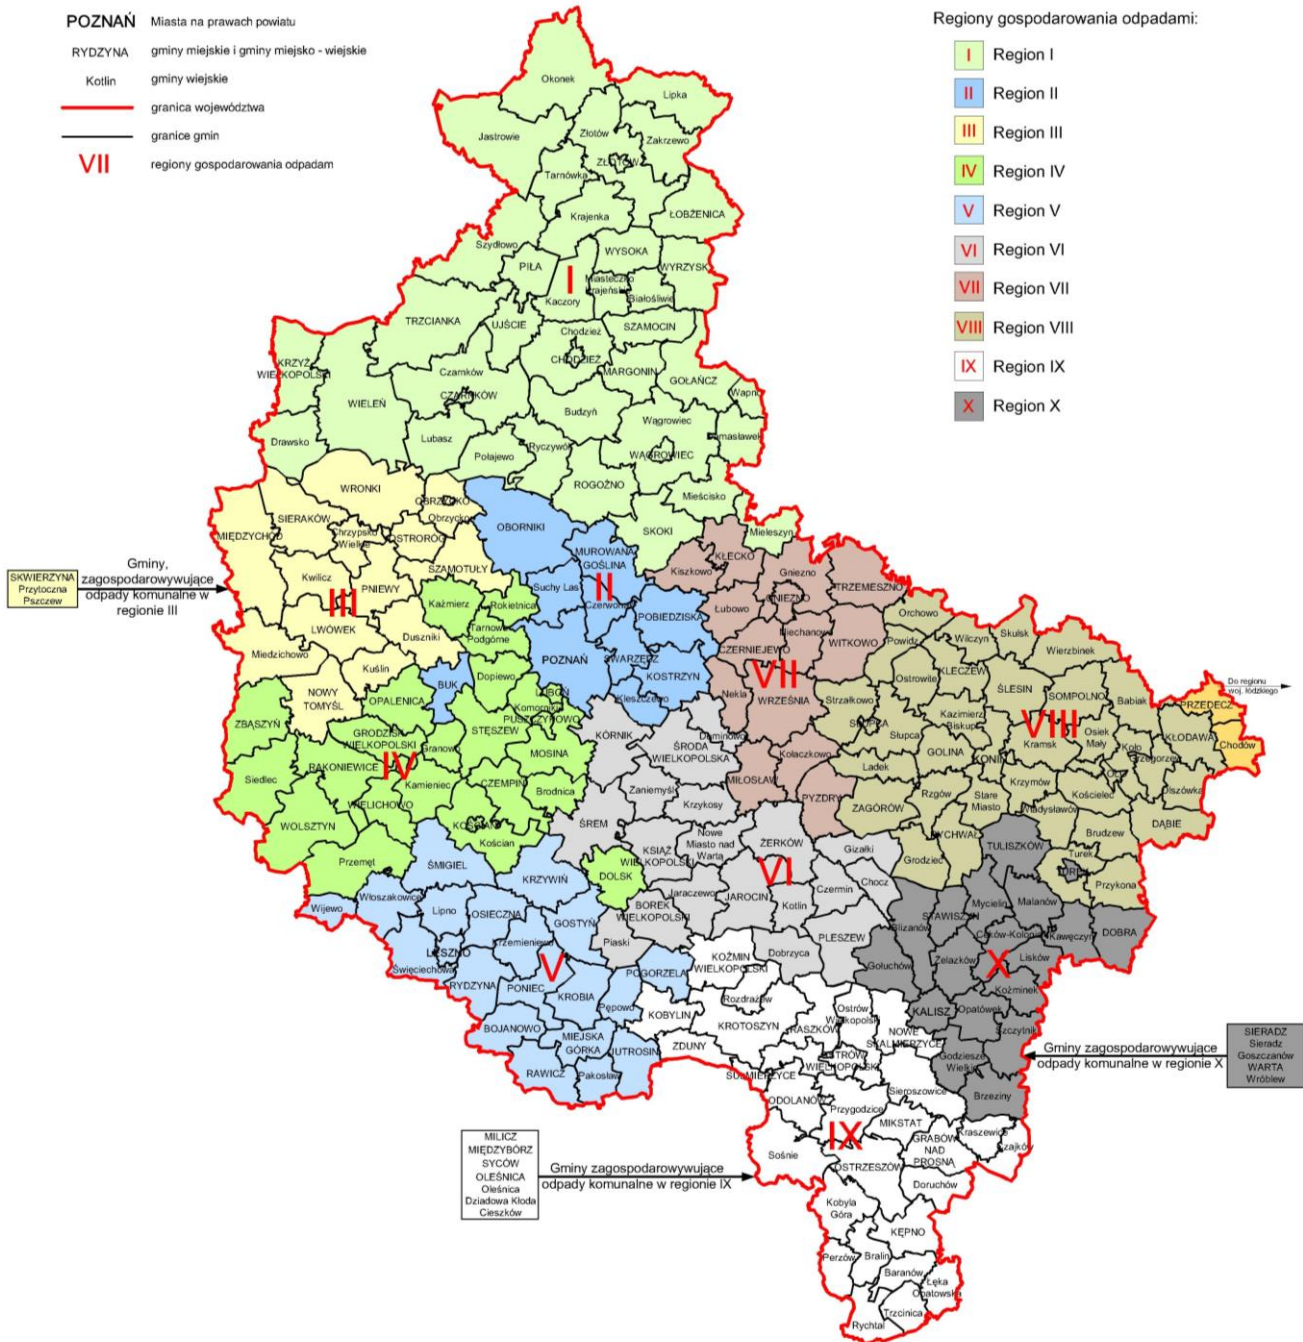 POZNAŃ Miasta na prawach powiatu
RYDZYNA gminy miejskie i gminy miejsko - wiejskie
Kotlin gminy wiejskie
granica województwa
granice gmin
VII regiony gospodarowania odpadam
Regiony gospodarowania odpadami:
I Region I
II Region II
III Region III
IV Region IV
V Region V
VI Region VI
VII Region VII
VIII Region VIII
IX Region IX
X Region X
Okonek
Lipka
Jastrowie
Złotów
Zakrzewo
ZŁOTÓW
Tarnówka
Krajenka
ŁOBŻENICA
Szydłowo
WYSOKA
PIŁA
WYRZYSK
I
Miasteczko
Krajeńskie
Kaczory
Białośliwie
TRZCIANKA
UJŚCIE
Chodzież
SZAMOCIN
CHODZIEŻ
KRZYŻ
WIELKOPOLSKI
MARGONIN
Czarnków
GOŁAŃCZ
CZARNKÓW
Wapno
WIELEŃ
Budzyń
Wągrowiec
Drawsko
Lubasz
Ryczywół
Damasławek
Połajewo
WĄGROWIEC
WRONKI
ROGOŹNO
Mieścisko
OBRZYCKO
Obrzycko
SIERAKÓW
OBORNIKI
MIĘDZYCHÓD
Chrzypsko
Wielkie
OSTRORÓG
SKOKI
Mieleszyn
MUROWANA
GOŚLINA
KŁECKO
SZAMOTUŁY
Kiszkowo
Gniezno
TRZEMESZNO
Kwilicz
PNIEWY
Suchy Las
II
GNIEZNO
III
Kaźmierz
Rokietnica
Czerwonak
POBIEDZISKA
Łubowo
Orchowo
LWÓWEK
Tarnowo
Podgórne
Niechanowo
Skulsk
Duszniki
Powidz
Wilczyn
Wierzbinek
Miedzichowo
POZNAŃ
SWARZĘDZ
CZERNIEJEWO
WITKOWO
Kuślin
BUK
Dopiewo
KOSTRZYN
VII
Ostrowite
KLECZEW
ŚLESIN
SOMPOLNO
NOWY
TOMYŚL
OPALENICA
LUBOŃ
Komorniki
Kleszczewo
Nekla
WRZEŚNIA
Strzałkowo
Babiak
PRZEDECZ
ZBĄSZYŃ
PUSZCZYKOWO
Kazimierz
Biskupi
VIII
Osiek
Mały
KŁODAWA
Chodów
GRODZISK
WIELKOPOLSKI
STĘSZEW
KÓRNIK
Dominowo
SŁUPCA
Słupca
Kramsk
Koło
Granowo
MOSINA
ŚRODA
WIELKOPOLSKA
Kołaczkowo
GOLINA
KONIN
Grzegorzew
RAKONIEWICE
IV
Siedlec
Kamieniec
CZEMPIŃ
Zaniemyśl
MIŁOSŁAW
Lądek
Krzymów
Olszówka
Brodnica
Krzykosy
PYZDRY
ZAGÓRÓW
Rzgów
Stare
Miasto
Kościelec
WIELICHOWO
Władysławów
DĄBIE
WOLSZTYN
KOŚCIAN
Kościan
ŚREM
Nowe
Miasto nad
Wartą
ŻERKÓW
Gizałki
RYCHWAŁ
Brudzew
Przemęt
ŚMIGIEL
KSIĄŻ
WIELKOPOLSKI
Grodziec
TULISZKÓW
Turek
TUREK
Przykona
KRZYWIŃ
DOLSK
VI
Chocz
Włoszakowice
Jaraczewo
JAROCIN
Czermin
Mycielin
Malanów
Wijewo
Lipno
OSIECZNA
GOSTYŃ
BOREK
WIELKOPOLSKI
Kotlin
STAWISZYN
Blizanów
Ceków-Kolonia
Kawęczyn
DOBRA
PLESZEW
Krzemieniewo
LESZNO
Piaski
KOŹMIN
WIELKOPOLSKI
Dobrzyca
Gołuchów
Żelazków
X
Lisków
Święciechowa
V
POGORZELA
RYDZYNA
PONIEC
KROBIA
Koźminek
Pępowo
KOBYLIN
Rozdrażew
Ostrów
Wielkopolski
KALISZ
Opatówek
BOJANOWO
KROTOSZYN
RASZKÓW
NOWE
SKALMIERZYCE
Szczytniki
MIEJSKA
GÓRKA
JUTROSIN
ZDUNY
OSTRÓW
WIELKOPOLSKI
Godziesze
Wielkie
RAWICZ
Pakosław
SULMIERZYCE
Sieroszowice
ODOLANÓW
Przygodzice
Brzeziny
MIKSTAT
Kraszewice
IX
GRABÓW
NAD
PROSNĄ
Czajków
Sośnie
OSTRZESZÓW
Doruchów
Kobyla
Góra
KĘPNO
Perzów
Bralin
Baranów
Łęka
Opatowska
Trzcinica
Rychtal
SKWIERZYNA
Przytoczna
Pszczew
Gminy,
zagospodarowywujące
odpady komunalne w
regionie III
Do regionu
woj. łódzkiego
Gminy zagospodarowywujące
odpady komunalne w regionie X
SIERADZ
Sieradz
Goszczanów
WARTA
Wróblew
MILICZ
MIĘDZYBÓRZ
SYCÓW
OLEŚNICA
Oleśnica
Dziadowa Kłoda
Cieszków
Gminy zagospodarowywujące
odpady komunalne w regionie IX